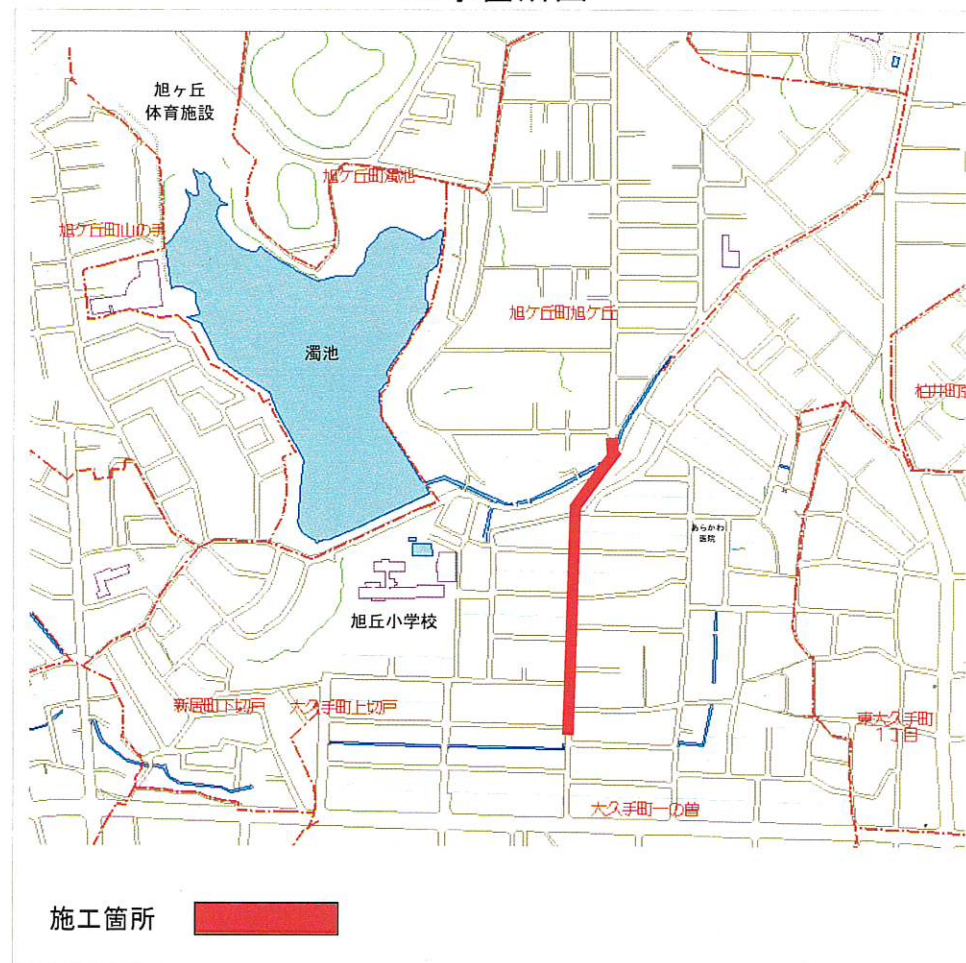 旭ヶ丘
体育施設
旭ケ丘町濁池
旭ケ丘町山の手
旭ケ丘町旭ケ丘
濁池
柏井町
あらかわ
医院
旭丘小学校
新居町下切戸
大久手町上切戸
東大久手町
1丁目
大久手町一の曽
施工箇所